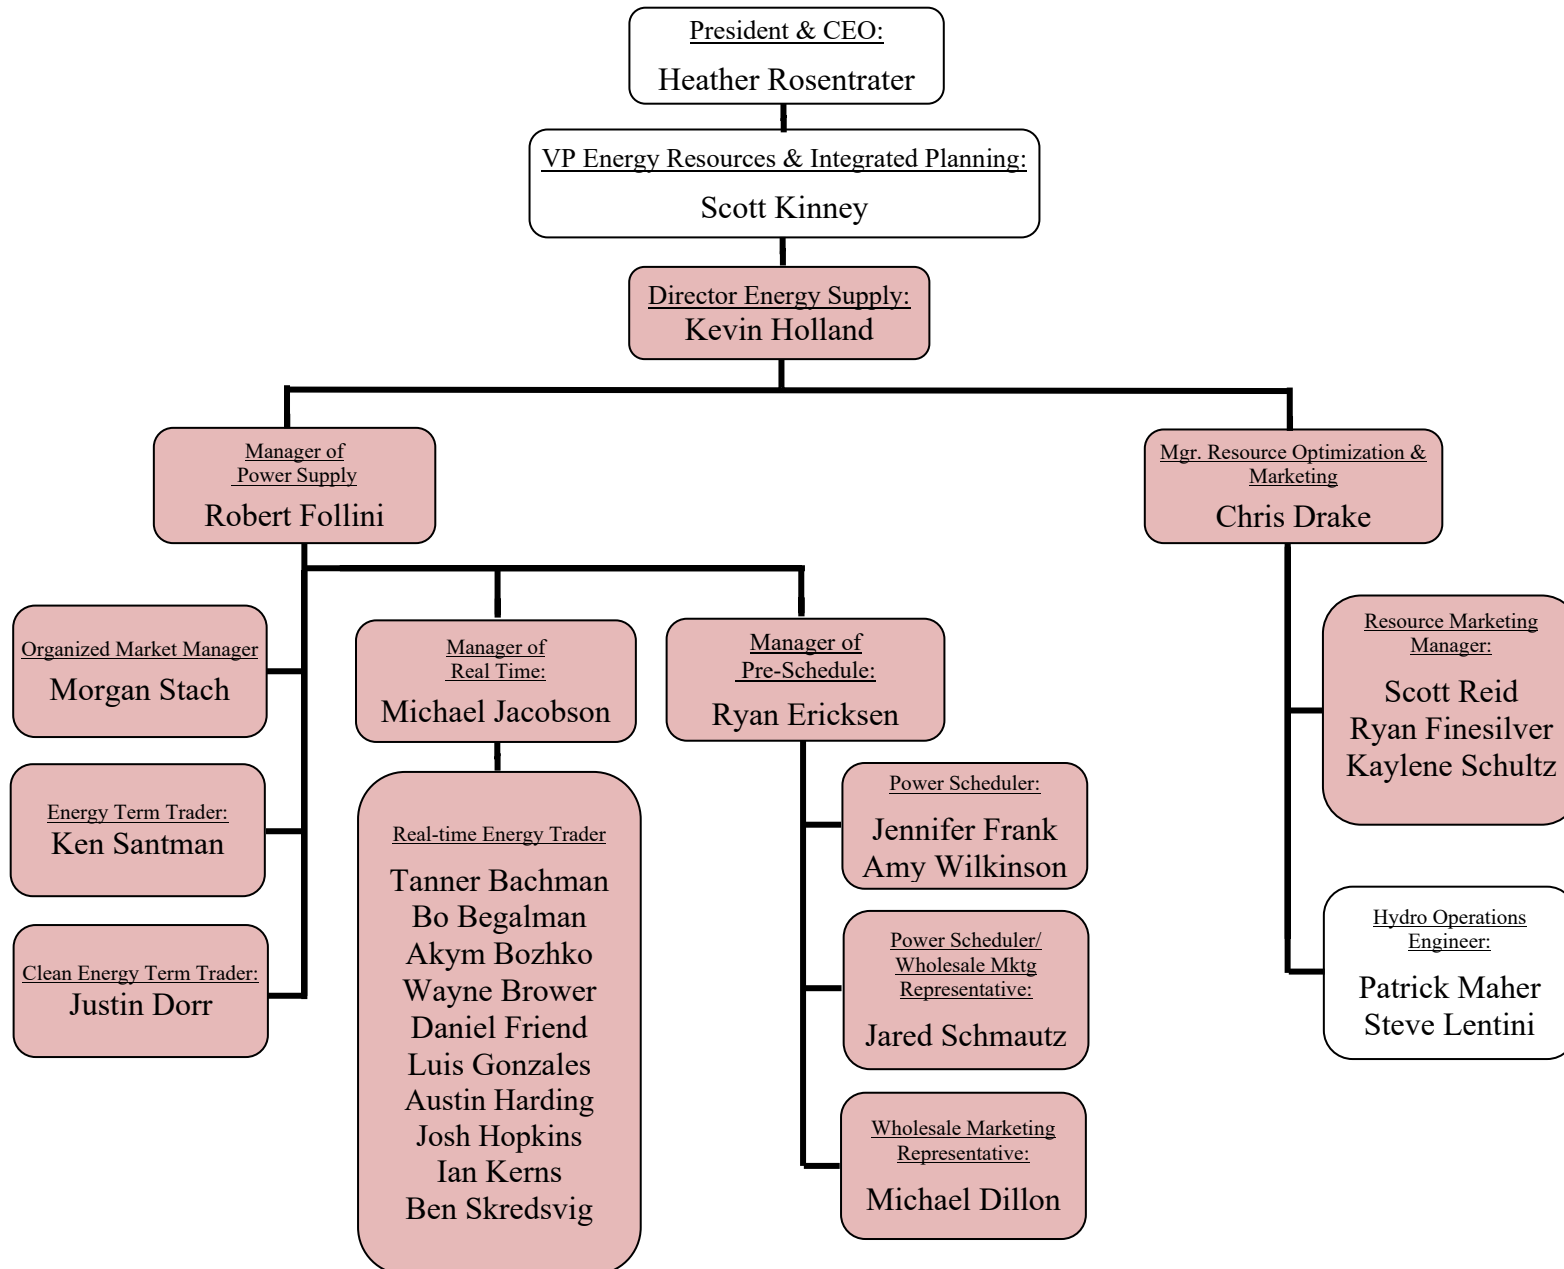 President & CEO:
Heather Rosentrater
VP Energy Resources & Integrated Planning:
Scott Kinney
Director Energy Supply:
Kevin Holland
Manager of
Power Supply
Robert Follini
Mgr. Resource Optimization &
Marketing
Chris Drake
Organized Market Manager
Morgan Stach
Energy Term Trader:
Ken Santman
Clean Energy Term Trader:
Justin Dorr
Manager of
Real Time:
Michael Jacobson
Real-time Energy Trader
Tanner Bachman
Bo Begalman
Akym Bozhko
Wayne Brower
Daniel Friend
Luis Gonzales
Austin Harding
Josh Hopkins
Ian Kerns
Ben Skredsvig
Manager of
Pre-Schedule:
Ryan Ericksen
Power Scheduler:
Jennifer Frank
Amy Wilkinson
Power Scheduler/
Wholesale Mktg
Representative:
Jared Schmautz
Wholesale Marketing
Representative:
Michael Dillon
Resource Marketing
Manager:
Scott Reid
Ryan Finesilver
Kaylene Schultz
Hydro Operations
Engineer:
Patrick Maher
Steve Lentini